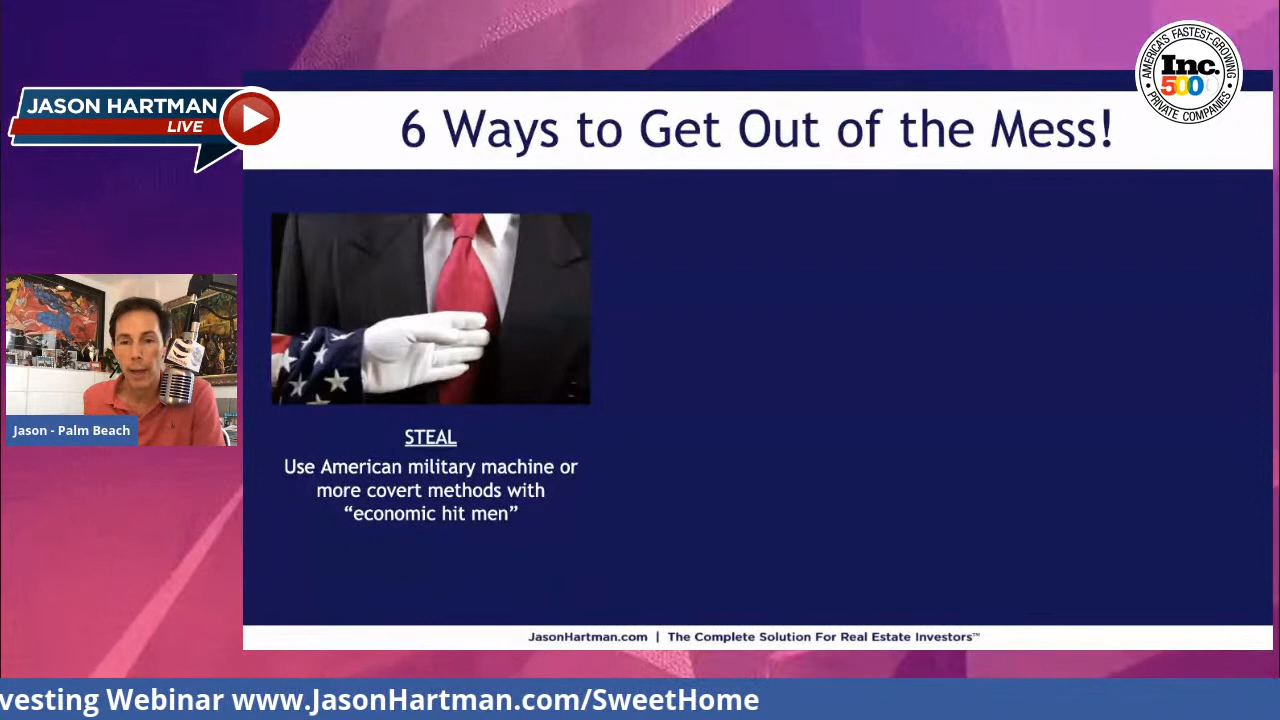 JASON HARTMAN
LIVE
AMERICA'S FASTEST-GROWING
Inc.
500
PRIVATE COMPANIES
6 Ways to Get Out of the Mess!
Jason - Palm Beach
STEAL
Use American military machine or
more covert methods with
“economic hit men”
JasonHartman.com | The Complete Solution For Real Estate Investors™
vesting Webinar www.JasonHartman.com/SweetHome